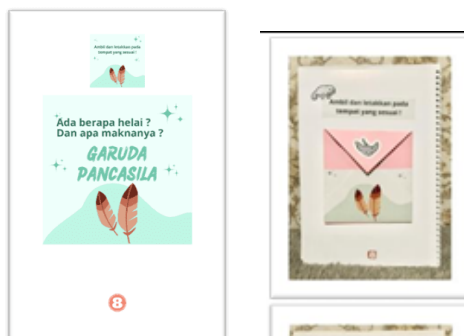 Ambil dan letakkan pada
tempat yang sesuai !
Ada berapa helai ?
Dan apa maknanya ?
GARUDA
PANCASILA
8
Ambil dan letakkan pada
tempat yang sesuai !